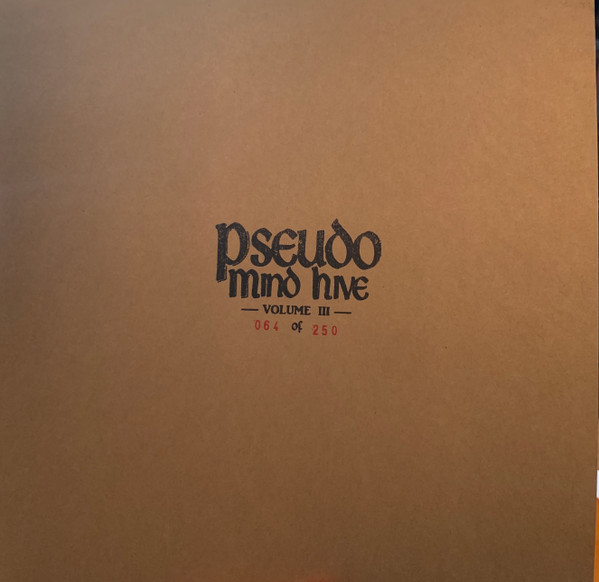 PSEUDO
MIND HIVE
— VOLUME III —
064 of 250